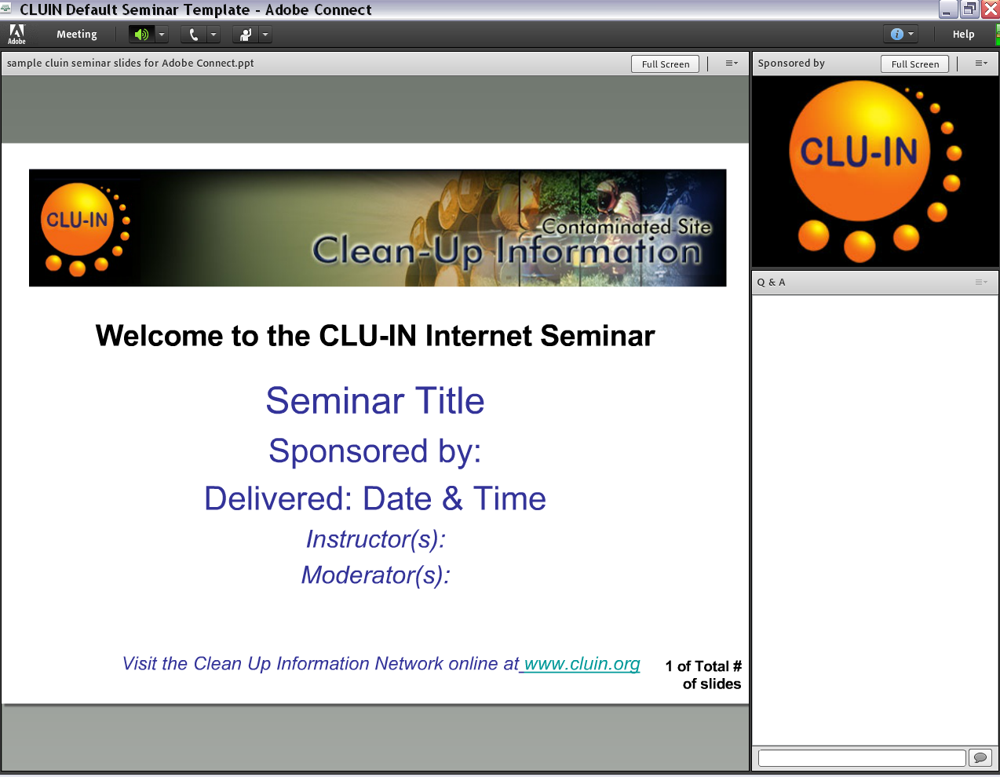 CLUIN Default Seminar Template - Adobe Connect
Adobe
Meeting
Help
sample cluin seminar slides for Adobe Connect.ppt
Full Screen
Sponsored by
Full Screen
CLU-IN
CLU-IN
Contaminated Site
Clean-Up Information
Q & A
Welcome to the CLU-IN Internet Seminar
Seminar Title
Sponsored by:
Delivered: Date & Time
Instructor(s):
Moderator(s):
Visit the Clean Up Information Network online at www.cluin.org
1 of Total #
of slides